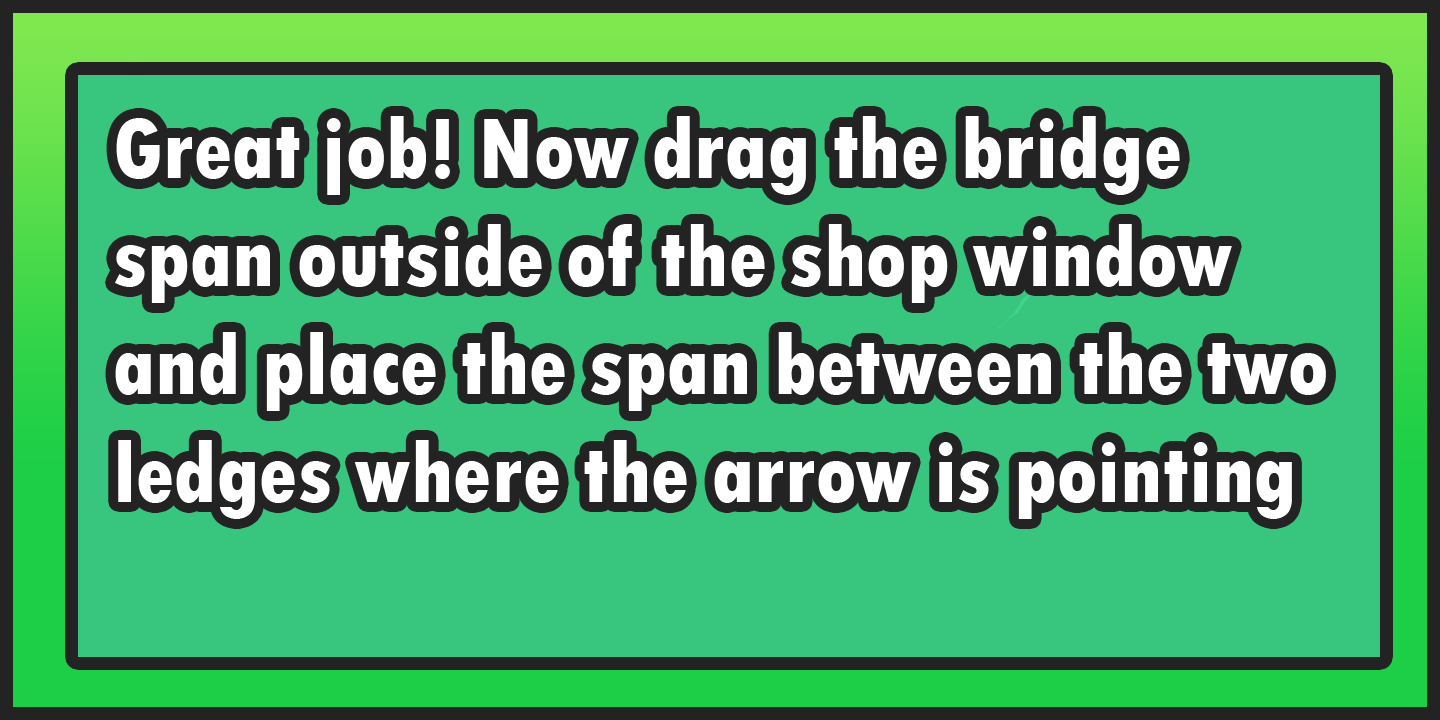 Great job! Now drag the bridge
span outside of the shop window
and place the span between the two
ledges where the arrow is pointing